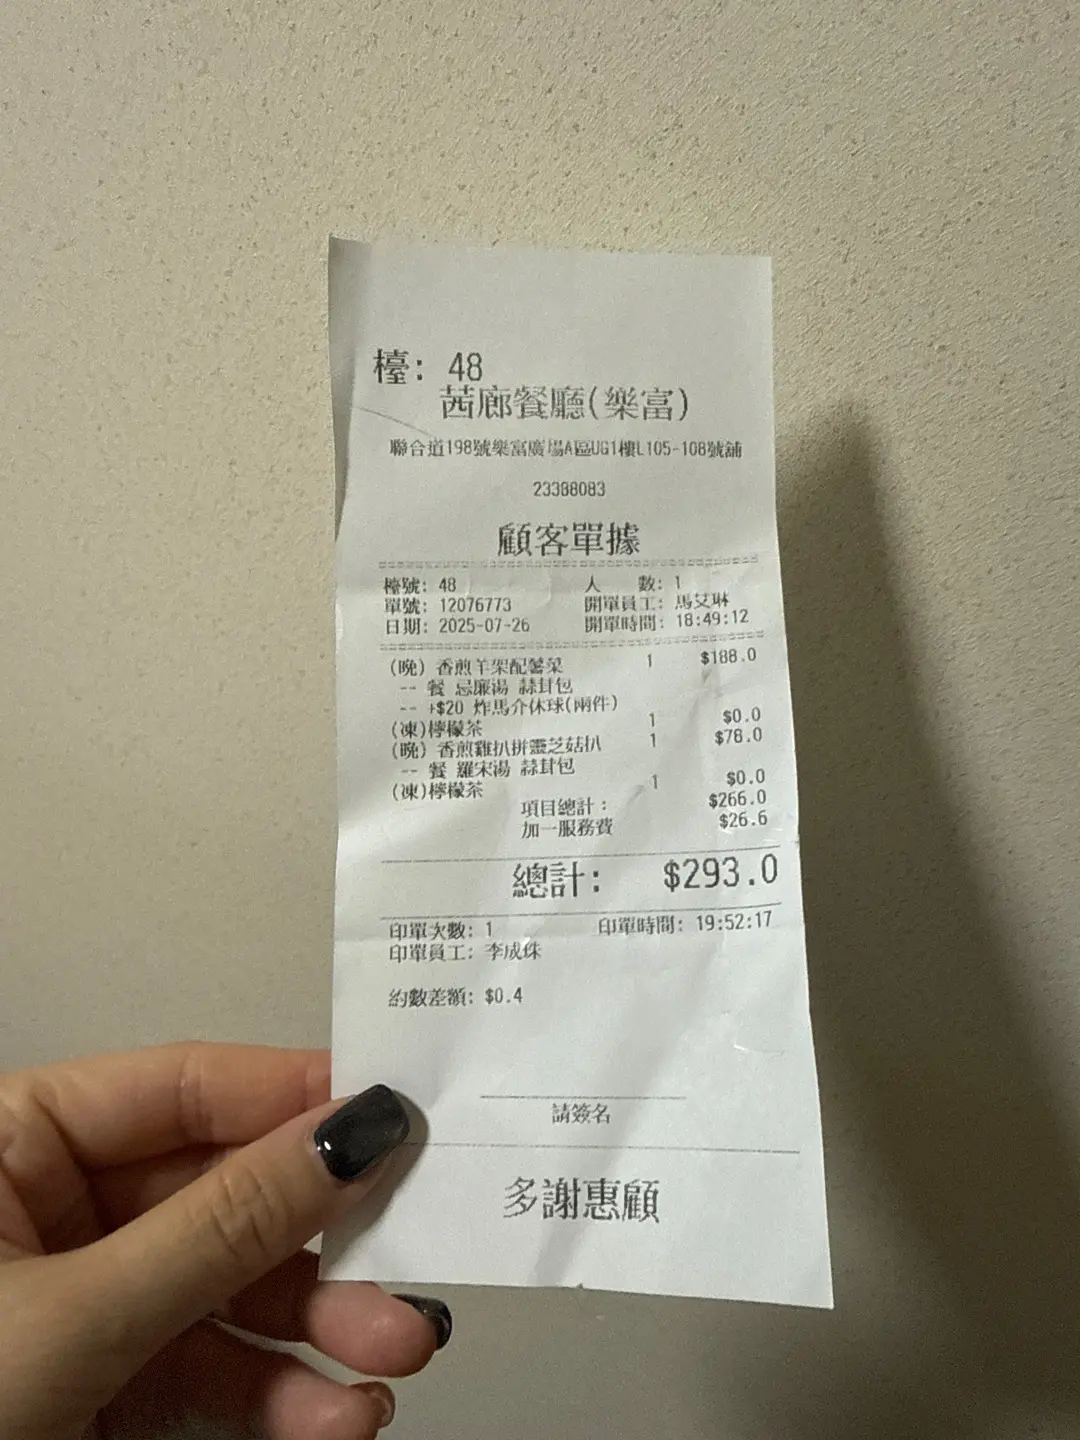 檯: 48
茜廊餐廳(樂富)
聯合道198號樂富廣場A區UG1樓L105-108號舖
23388083
顧客單據
檯號: 48 人 數: 1
單號: 12076773 開單員工: 馬艾琳
日期: 2025-07-26 開單時間: 18:49:12
(晚) 香煎羊架配薯菜 1 $188.0
-- 餐 忌廉湯 蒜茸包
-- +$20 炸馬介休球(兩件)
(凍)檸檬茶 1 $0.0
(晚) 香煎雞扒拼靈芝菇扒 1 $78.0
-- 餐 羅宋湯 蒜茸包
(凍)檸檬茶 1 $0.0
項目總計: $266.0
加一服務費 $26.6
總計: $293.0
印單次數: 1 印單時間: 19:52:17
印單員工: 李成珠
約數差額: $0.4
請簽名
多謝惠顧